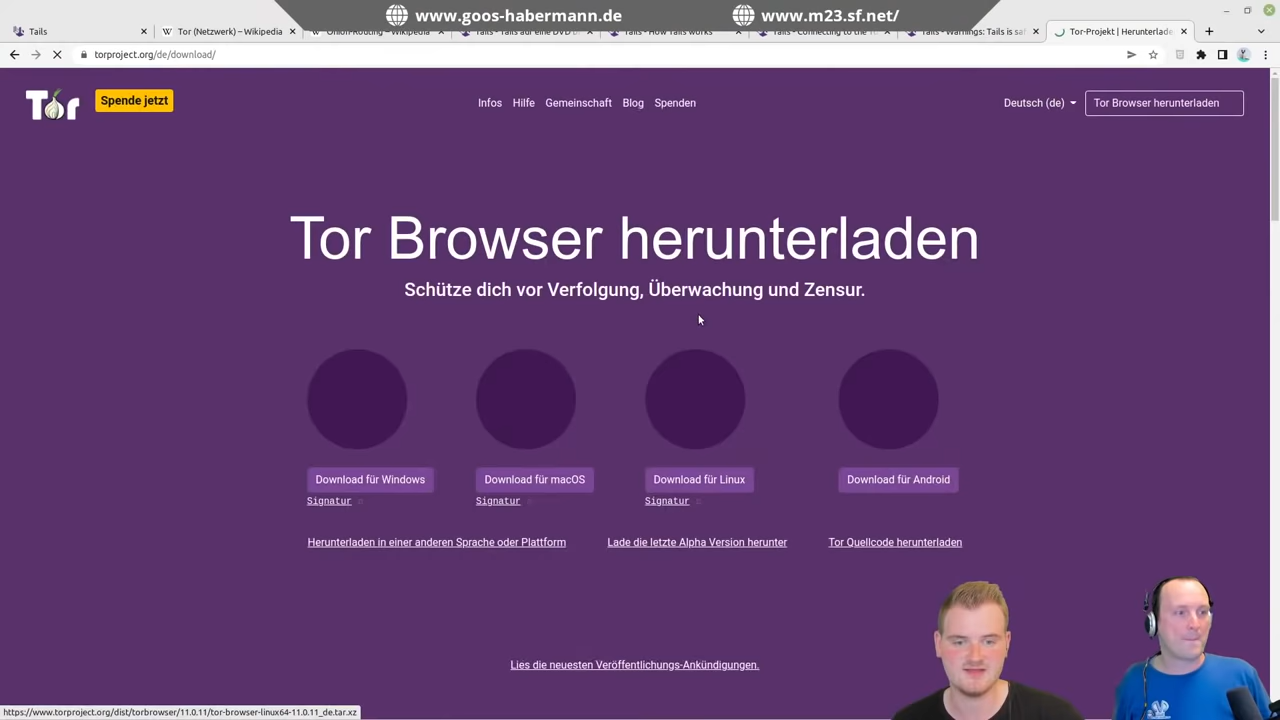 www.goos-habermann.de
www.m23.sf.net/
Tails
Tor (Netzwerk) – Wikipedia
Onion-Routing – Wikipedia
Tails - Tails auf eine DVD
Tails - How Tails works
Tails - Connecting to the
Tails - Warnings: Tails is sa
Tor-Projekt | Herunterlade
torproject.org/de/download/
Tor
Spende jetzt
Infos
Hilfe
Gemeinschaft
Blog
Spenden
Deutsch (de)
Tor Browser herunterladen
Tor Browser herunterladen
Schütze dich vor Verfolgung, Überwachung und Zensur.
Download für Windows
Download für macOS
Download für Linux
Download für Android
Signatur
Signatur
Signatur
Herunterladen in einer anderen Sprache oder Plattform
Lade die letzte Alpha Version herunter
Tor Quellcode herunterladen
Lies die neuesten Veröffentlichungs-Ankündigungen.
https://www.torproject.org/dist/torbrowser/11.0.11/tor-browser-linux64-11.0.11_de.tar.xz